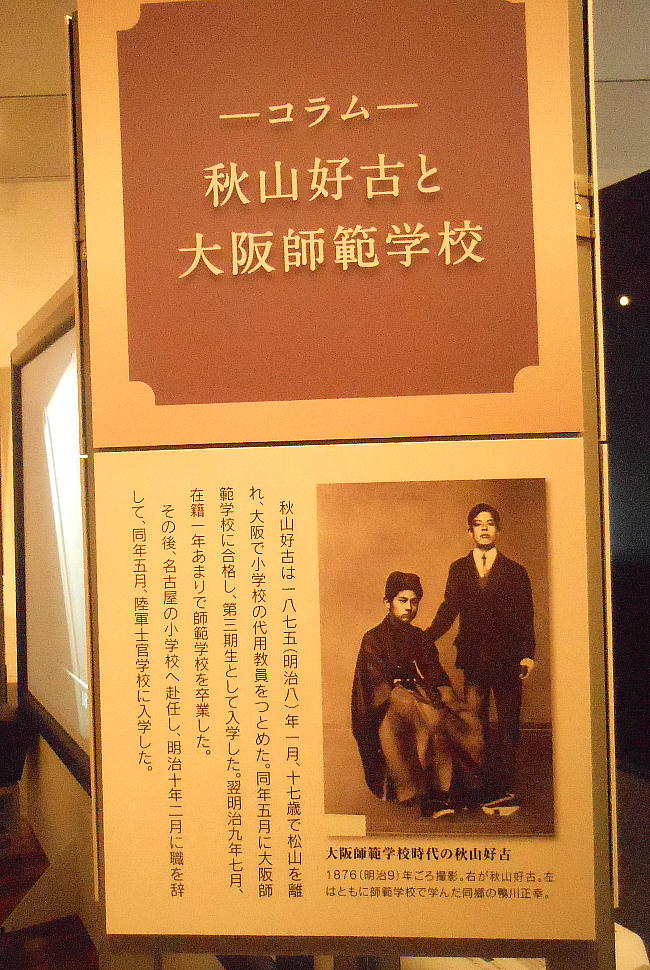 ―コラム―
秋山好古と
大阪師範学校
秋山好古は一八七五(明治八)年一月、十七歳で松山を離
れ、大阪で小学校の代用教員をつとめた。同年五月に大阪師
範学校に合格し、第三期生として入学した。翌明治九年七月、
在籍一年あまりで師範学校を卒業した。
その後、名古屋の小学校へ赴任し、明治十年二月に職を辞
して、同年五月、陸軍士官学校に入学した。
大阪師範学校時代の秋山好古
1876(明治9)年ごろ撮影。右が秋山好古。左
はともに師範学校で学んだ同郷の鴨川正幸。